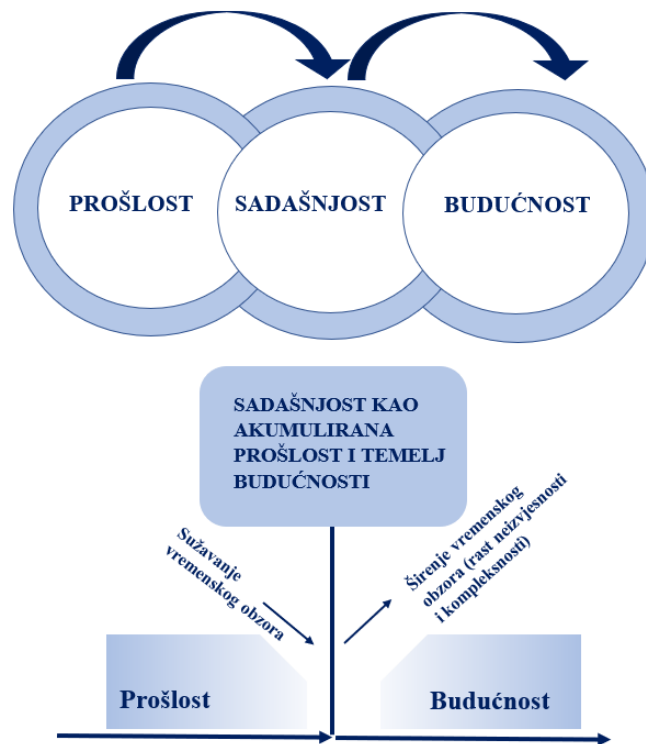 PROŠLOST
SADAŠNJOST
BUDUĆNOST
SADAŠNJOST KAO
AKUMULIRANA
PROŠLOST I TEMELJ
BUDUĆNOSTI
Sužavanje
vremenskog obzora
Širenje vremenskog
obzora (rast neizvjesnosti
i kompleksnosti)
Prošlost
Budućnost